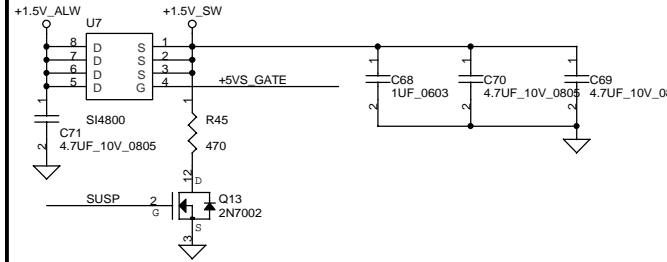 +1.5V_ALW
U7
+1.5V_SW
8 D S 1
7 D S 2
6 D S 3
5 D G 4
+5VS_GATE
SI4800
1
2
C71
4.7UF_10V_0805
1
R45
470
2
1
C68
1UF_0603
2
1
C70
4.7UF_10V_0805
2
1
C69
4.7UF_10V_08
2
SUSP
2
G
1
D
Q13
2N7002
S
3